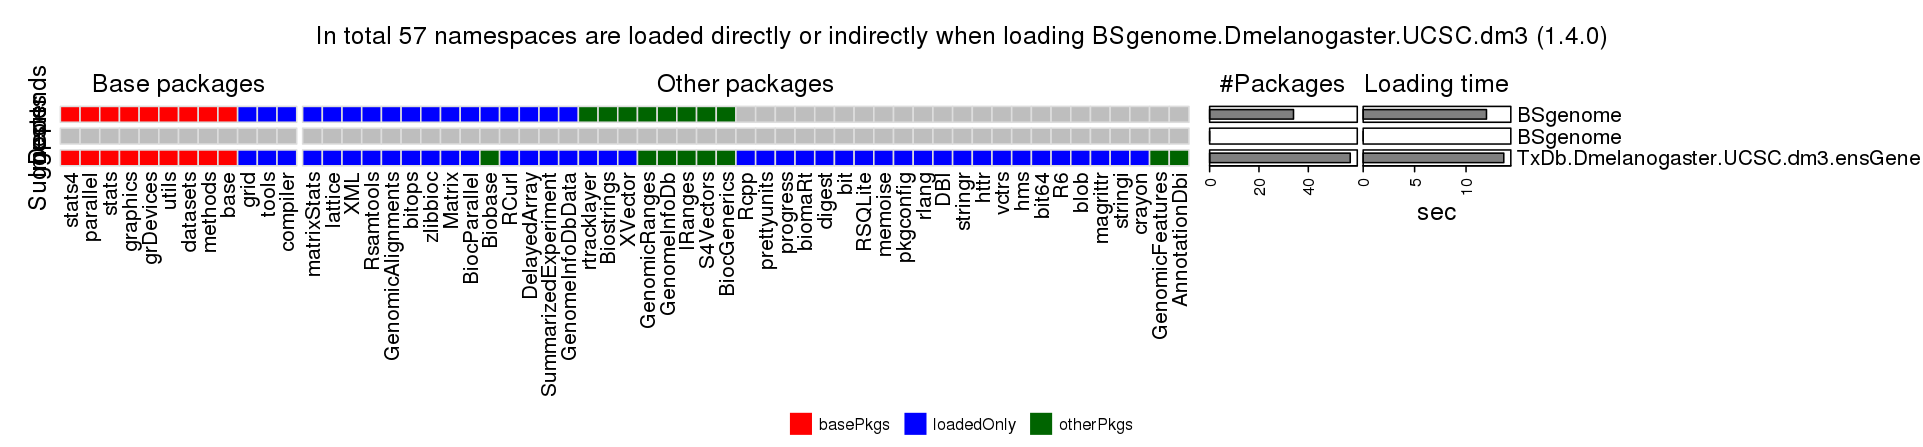 In total 57 namespaces are loaded directly or indirectly when loading BSgenome.Dmelanogaster.UCSC.dm3 (1.4.0)
Base packages
Other packages
#Packages
Loading time
BSgenome
BSgenome
TxDb.Dmelanogaster.UCSC.dm3.ensGene
stats4
parallel
stats
graphics
grDevices
utils
datasets
methods
base
grid
tools
compiler
matrixStats
lattice
XML
Rsamtools
GenomicAlignments
bitops
zlibbioc
Matrix
BiocParallel
Biobase
RCurl
DelayedArray
SummarizedExperiment
GenomeInfoDbData
rtracklayer
Biostrings
XVector
GenomicRanges
GenomeInfoDb
IRanges
S4Vectors
BiocGenerics
Rcpp
prettyunits
progress
biomaRt
digest
bit
RSQLite
memoise
pkgconfig
rlang
DBI
stringr
httr
vctrs
hms
bit64
R6
blob
magrittr
stringi
crayon
GenomicFeatures
AnnotationDbi
0
20
40
0
5
10
sec
basePkgs
loadedOnly
otherPkgs